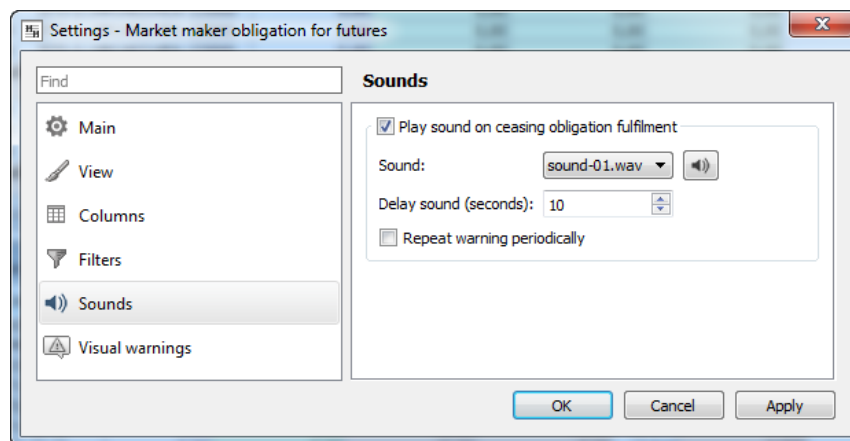 Settings - Market maker obligation for futures
Find
Main
View
Columns
Filters
Sounds
Visual warnings
Sounds
Play sound on ceasing obligation fulfilment
Sound: sound-01.wav
Delay sound (seconds): 10
Repeat warning periodically
OK Cancel Apply